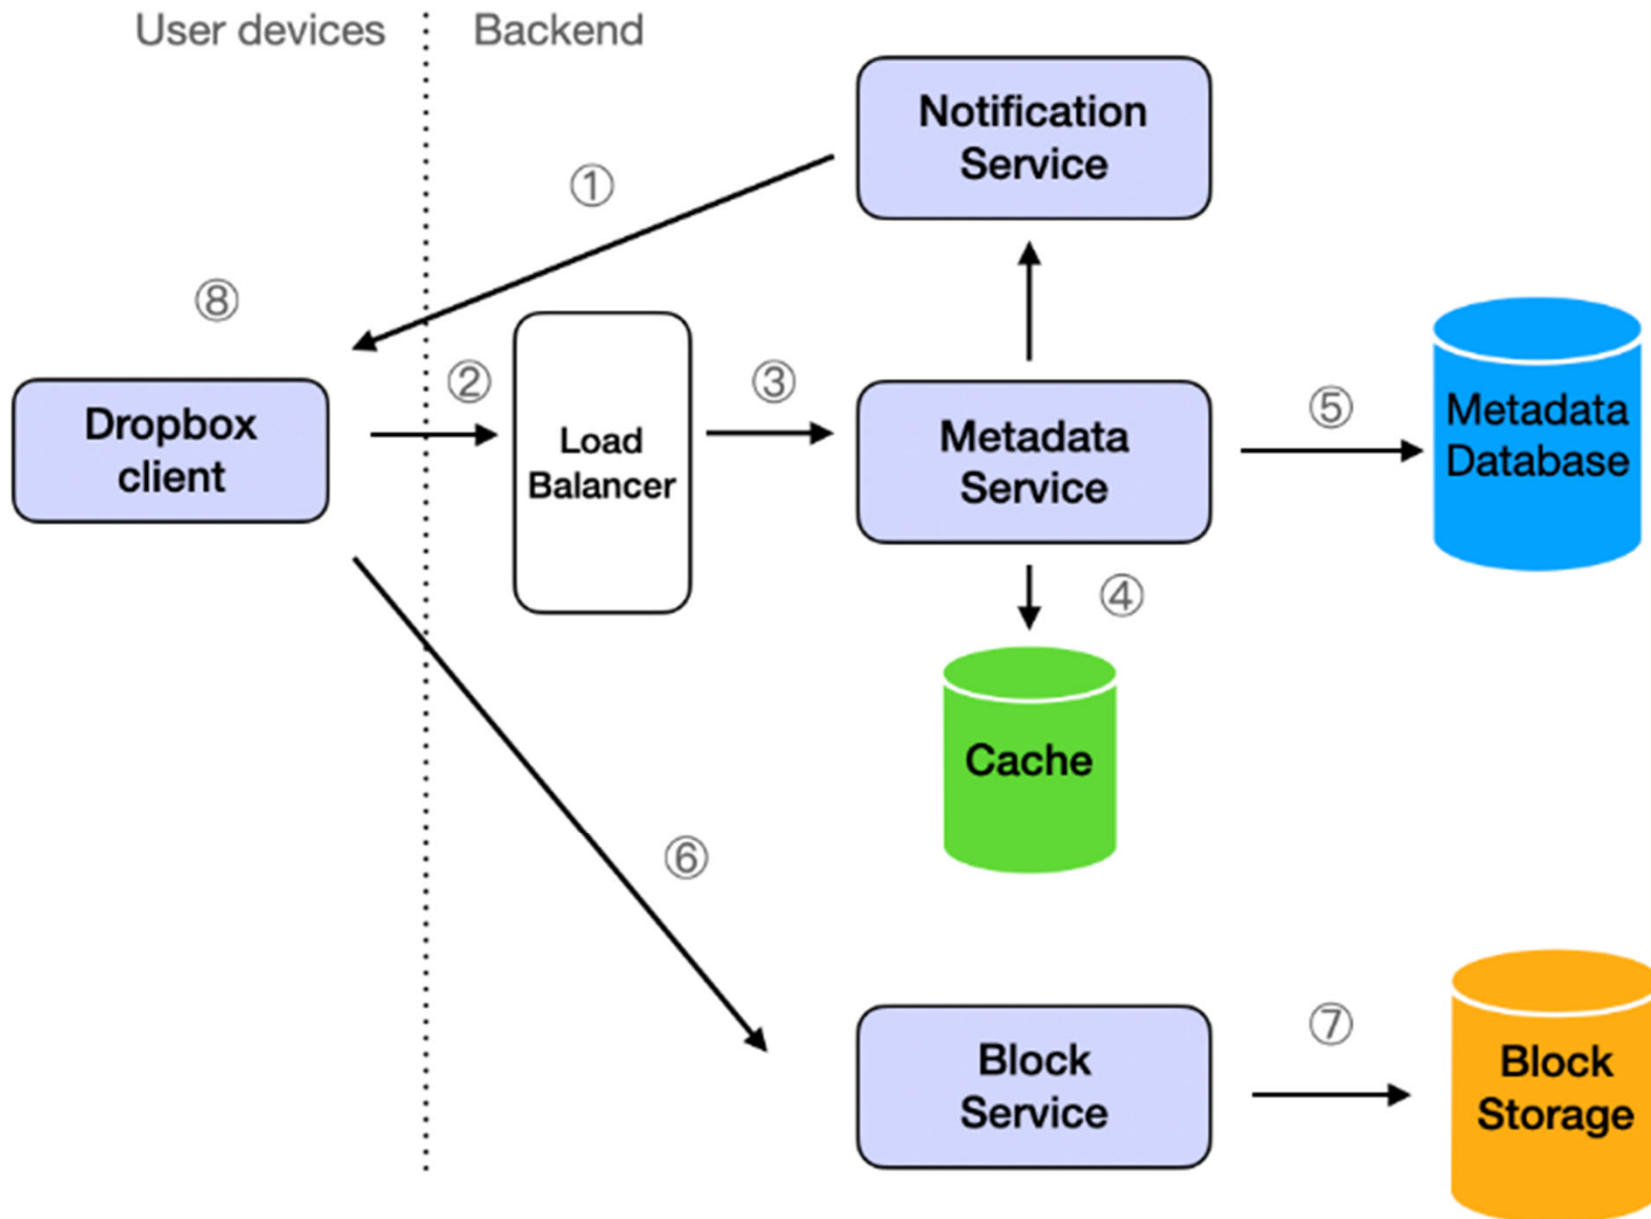 User devices
Backend
Notification
Service
①
⑧
②
③
⑤
Dropbox
client
Load
Balancer
Metadata
Service
Metadata
Database
④
Cache
⑥
⑦
Block
Service
Block
Storage